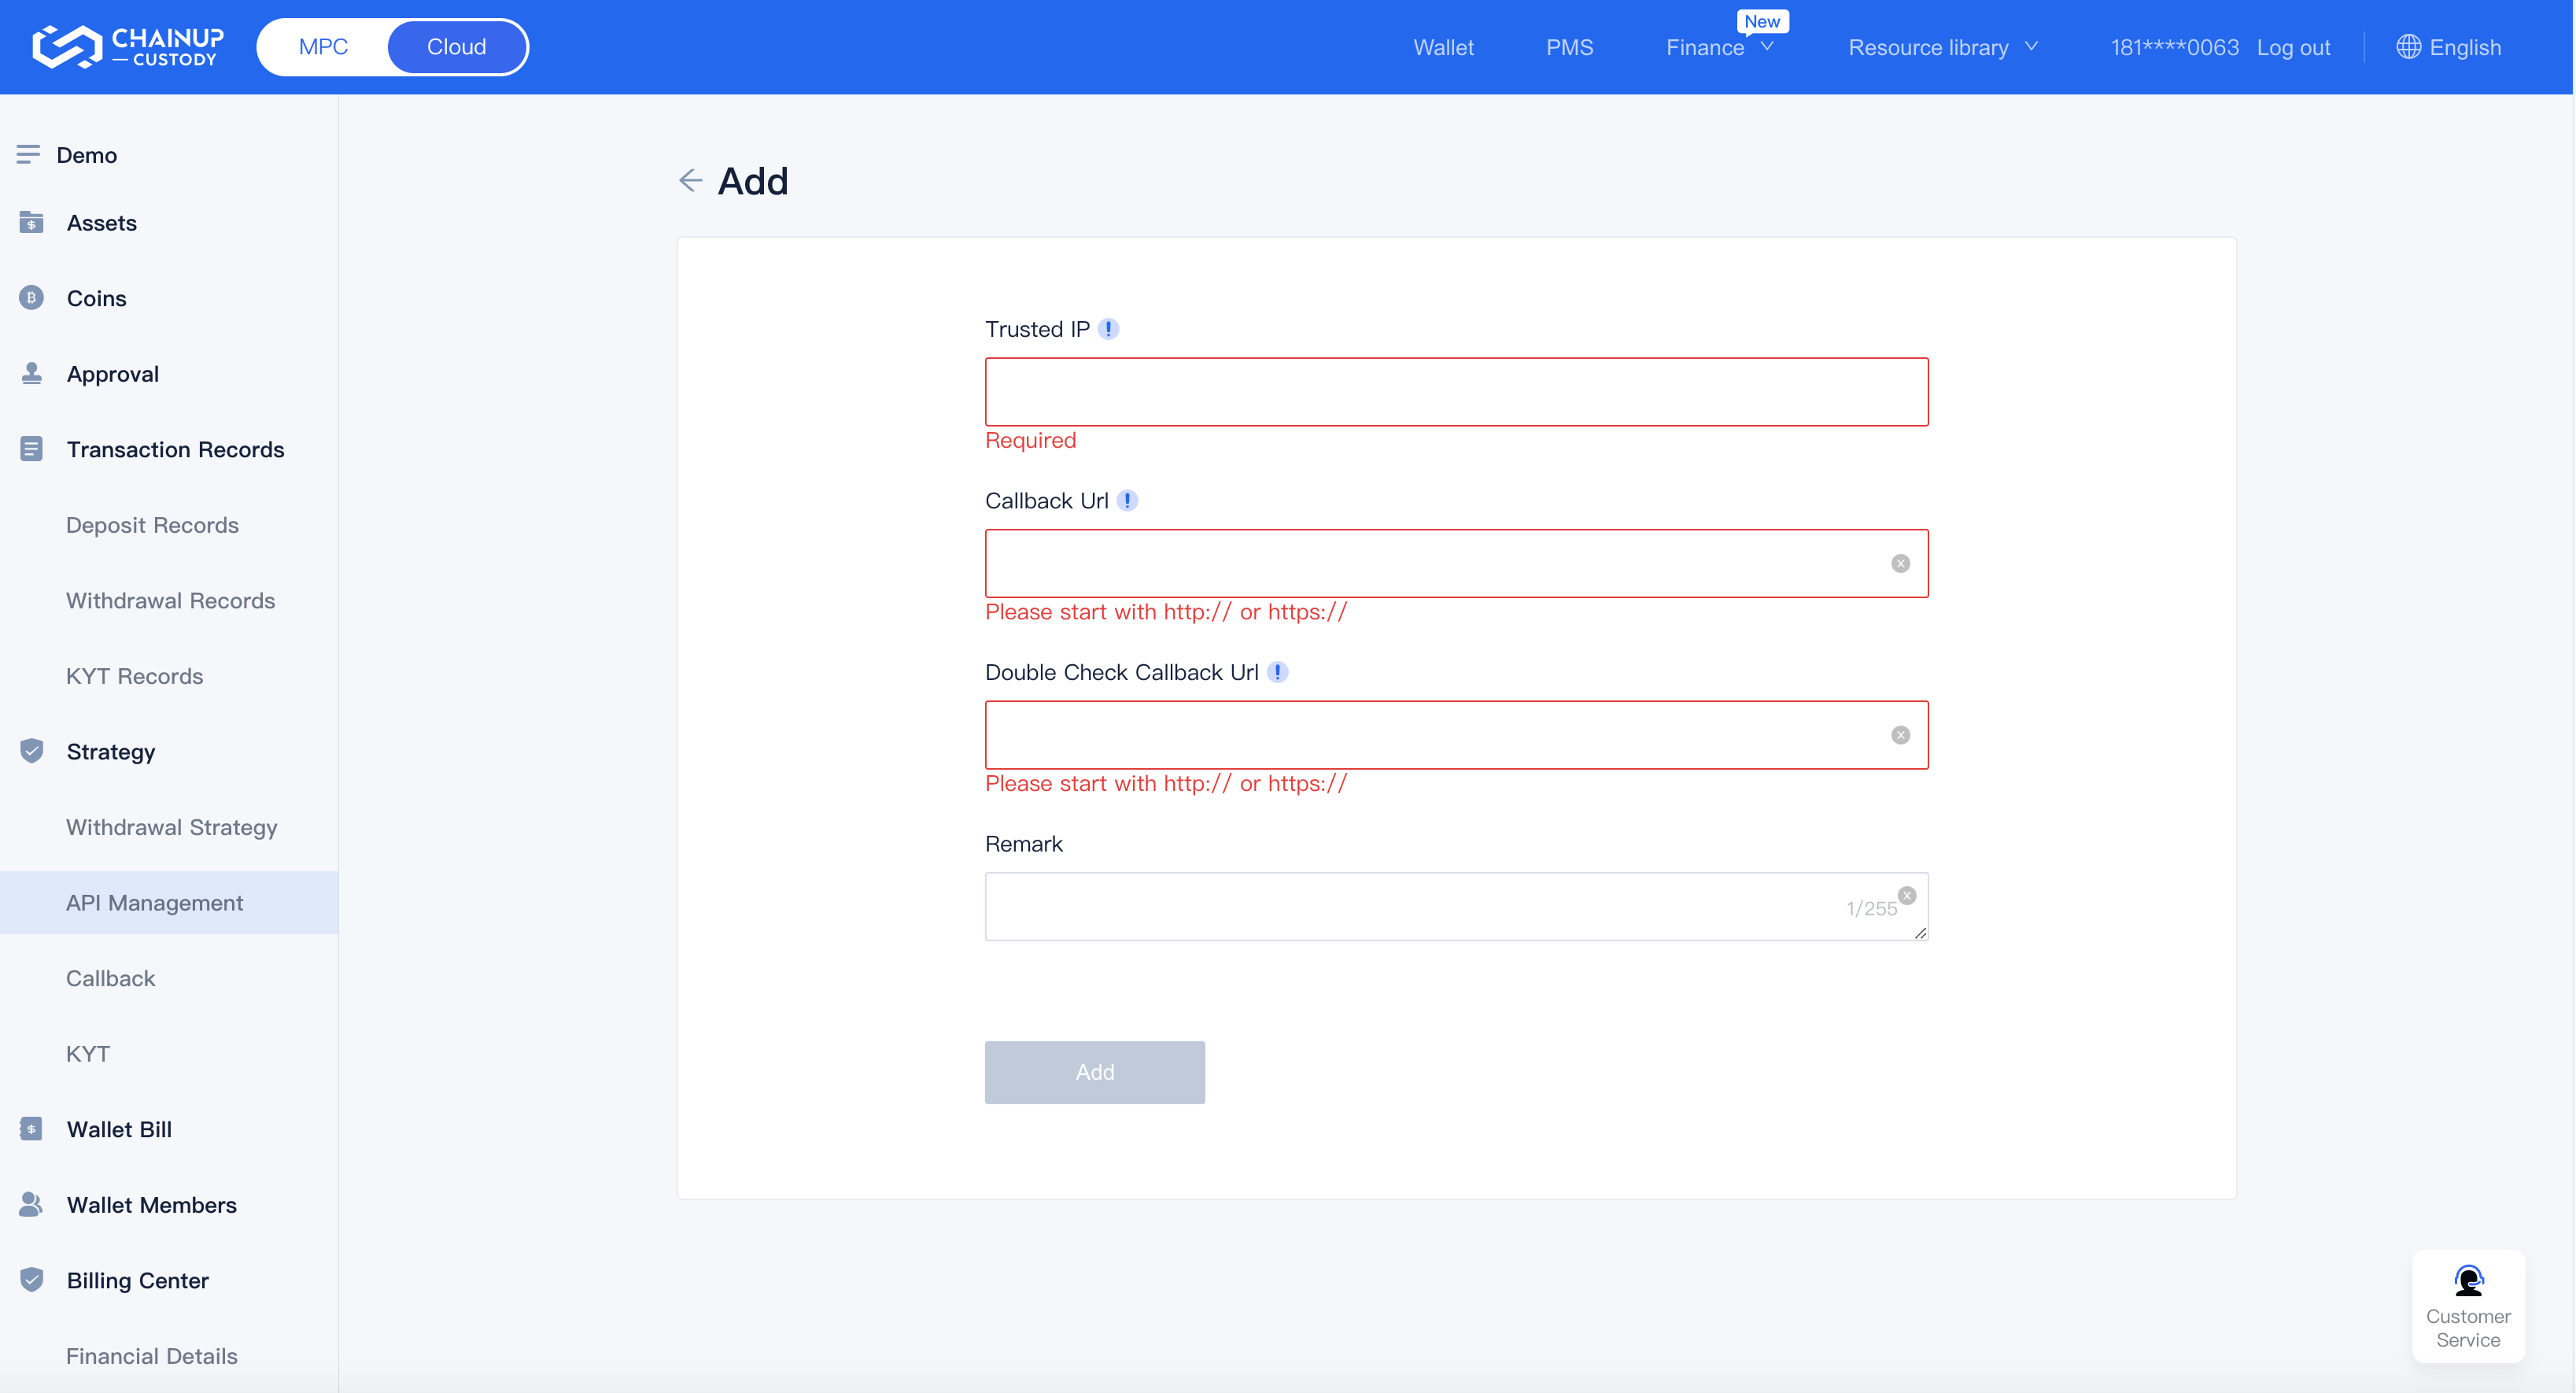 CHAINUP
CUSTODY
MPC
Cloud
Wallet
PMS
Finance
New
Resource library
181****0063
Log out
English
Demo
Assets
Coins
Approval
Transaction Records
Deposit Records
Withdrawal Records
KYT Records
Strategy
Withdrawal Strategy
API Management
Callback
KYT
Wallet Bill
Wallet Members
Billing Center
Financial Details
Add
Trusted IP
Required
Callback Url
Please start with http:// or https://
Double Check Callback Url
Please start with http:// or https://
Remark
1/255
Add
Customer
Service